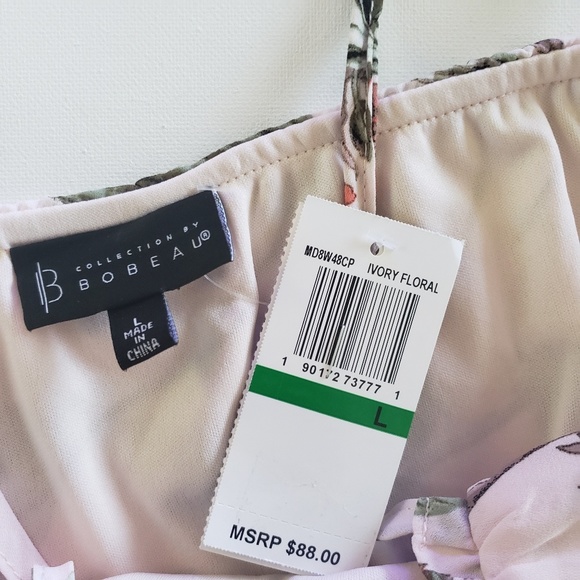 COLLECTION BY
B BOBEAU®
L
MADE IN
CHINA
MD8W48CP IVORY FLORAL
1 90172 73777 1
L
MSRP $88.00